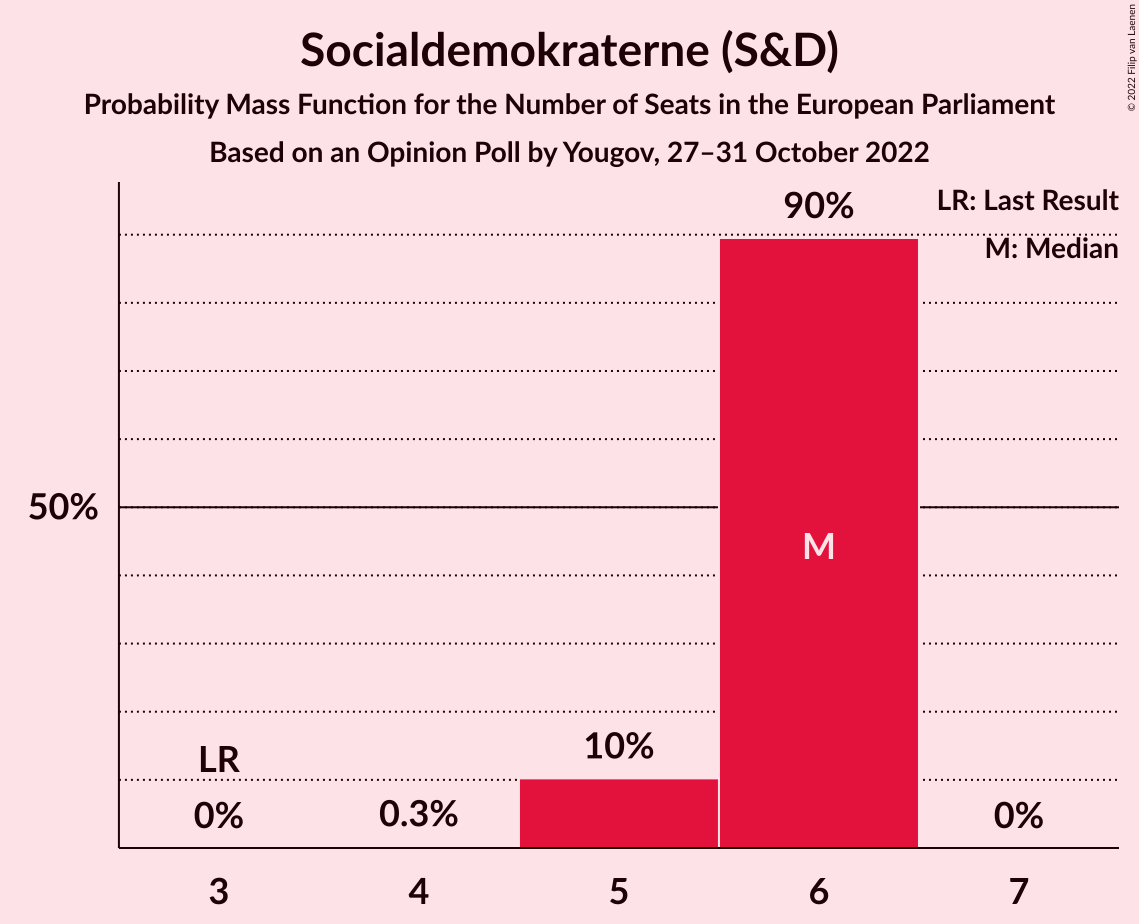 Socialdemokraterne (S&D)
Probability Mass Function for the Number of Seats in the European Parliament
Based on an Opinion Poll by Yougov, 27–31 October 2022
© 2022 Filip van Laenen
LR: Last Result
M: Median
90%
50%
M
LR
10%
0%
0.3%
0%
3
4
5
6
7